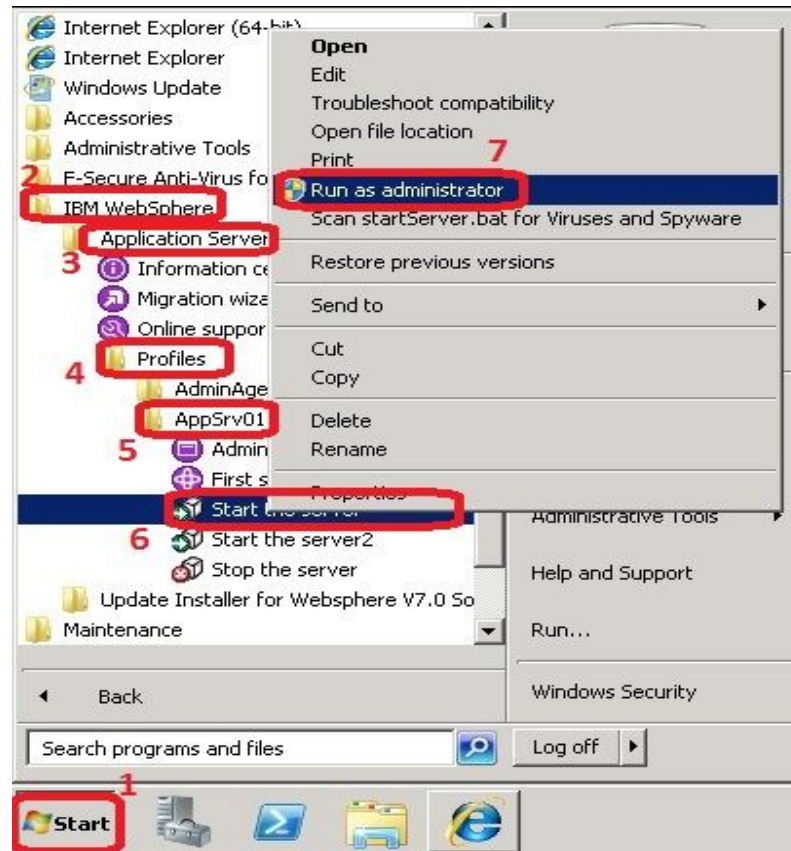 Internet Explorer (64-bit)
Internet Explorer
Windows Update
Accessories
Administrative Tools
2
F-Secure Anti-Virus fo
IBM WebSphere
3
Application Server
Information ce
Migration wiza
Online suppor
4
Profiles
AdminAge
5
AppSrv01
Admin
First s
6
Start the server
Start the server2
Stop the server
Update Installer for Websphere V7.0 So
Maintenance
Back
Search programs and files
Open
Edit
Troubleshoot compatibility
Open file location
Print
7
Run as administrator
Scan startServer.bat for Viruses and Spyware
Restore previous versions
Send to
Cut
Copy
Delete
Rename
Properties
Administrative Tools
Help and Support
Run...
Windows Security
Log off
1
Start